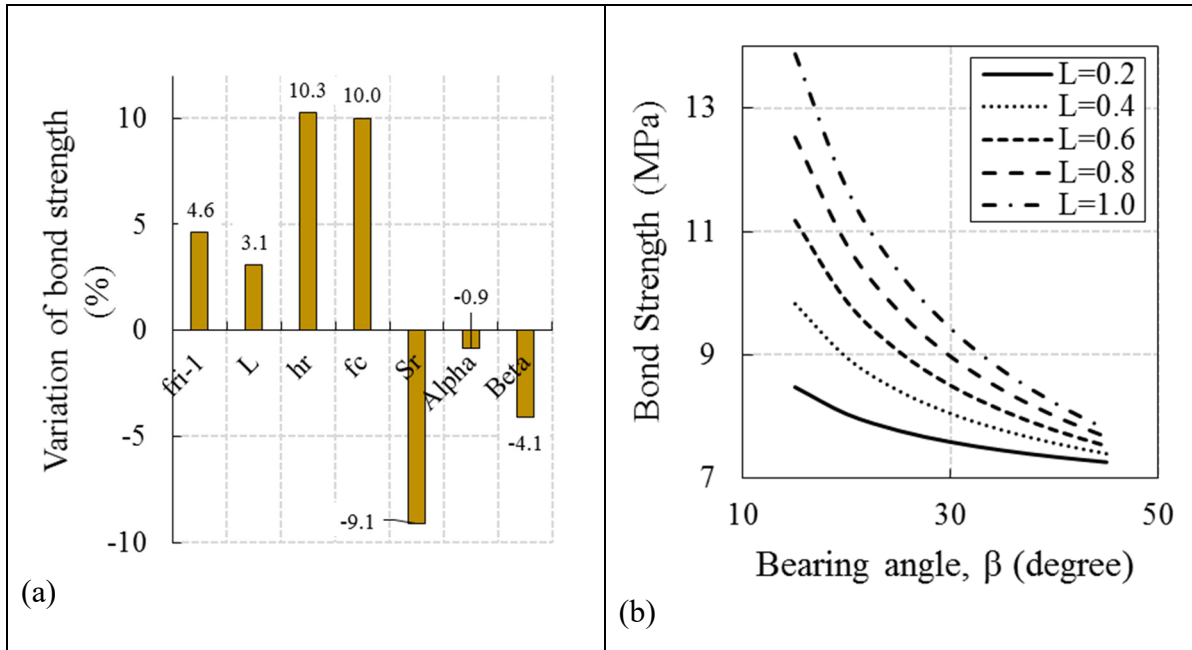 Variation of bond strength
(%)
10
5
0
-5
-10
4.6
3.1
10.3
10.0
-9.1
-0.9
-4.1
ffri-1
L
hr
fc
Sr
Alpha
Beta
(a)
Bond Strength (MPa)
13
11
9
7
10
30
50
Bearing angle, β (degree)
L=0.2
L=0.4
L=0.6
L=0.8
L=1.0
(b)